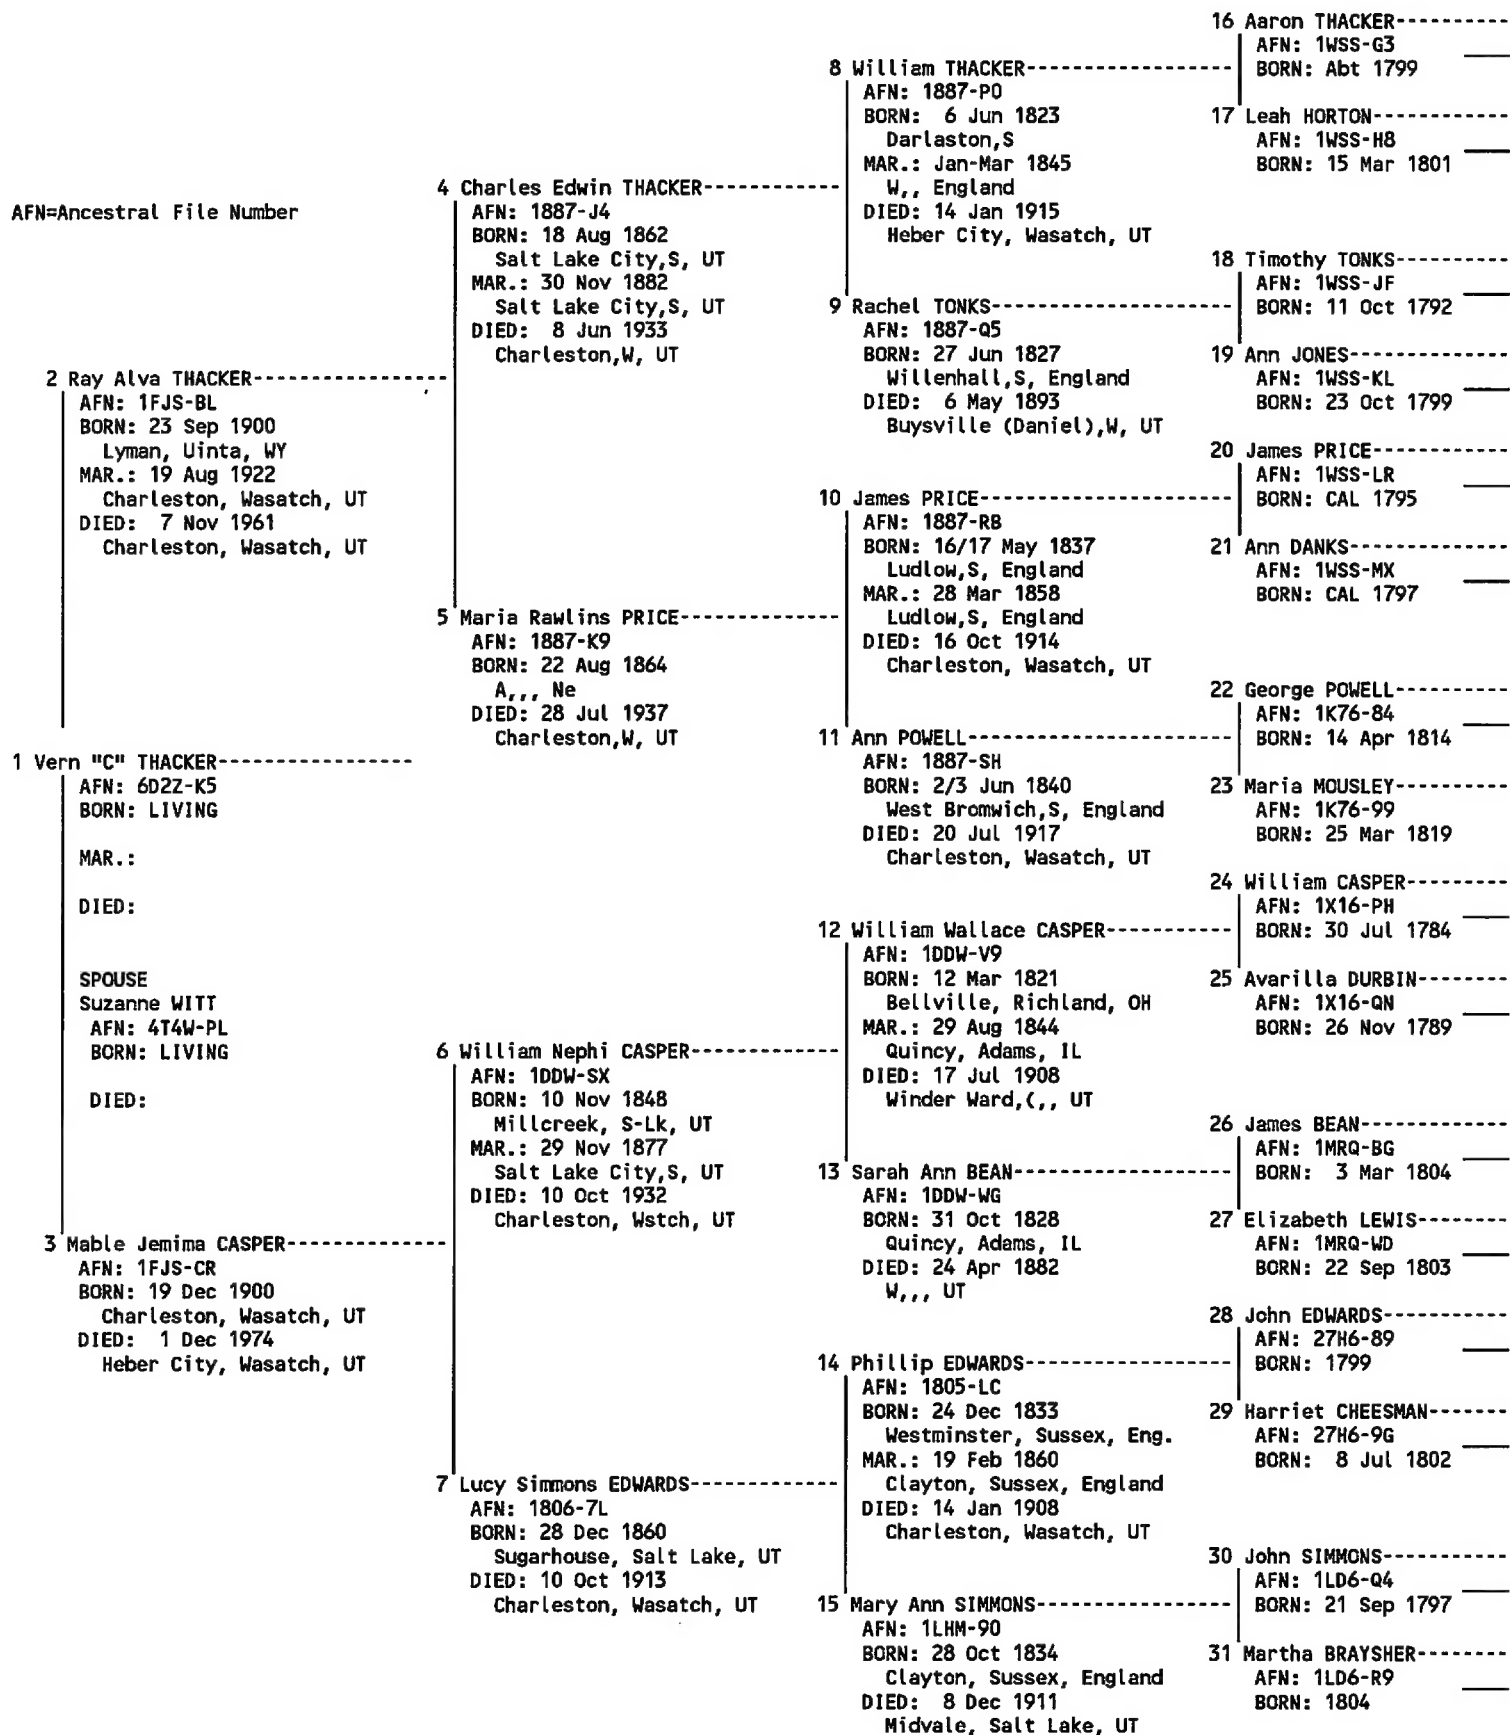 AFN=Ancestral File Number
1 Vern "C" THACKER----------------
AFN: 6D2Z-K5
BORN: LIVING
MAR.:
DIED:
SPOUSE
Suzanne WITT
AFN: 4T4W-PL
BORN: LIVING
DIED:
2 Ray Alva THACKER----------------
AFN: 1FJS-BL
BORN: 23 Sep 1900
Lyman, Uinta, WY
MAR.: 19 Aug 1922
Charleston, Wasatch, UT
DIED: 7 Nov 1961
Charleston, Wasatch, UT
3 Mable Jemima CASPER-------------
AFN: 1FJS-CR
BORN: 19 Dec 1900
Charleston, Wasatch, UT
DIED: 1 Dec 1974
Heber City, Wasatch, UT
4 Charles Edwin THACKER-----------
AFN: 1887-J4
BORN: 18 Aug 1862
Salt Lake City,S, UT
MAR.: 30 Nov 1882
Salt Lake City,S, UT
DIED: 8 Jun 1933
Charleston,W, UT
5 Maria Rawlins PRICE-------------
AFN: 1887-K9
BORN: 22 Aug 1864
A,,, Ne
DIED: 28 Jul 1937
Charleston,W, UT
6 William Nephi CASPER------------
AFN: 1DDW-SX
BORN: 10 Nov 1848
Millcreek, S-Lk, UT
MAR.: 29 Nov 1877
Salt Lake City,S, UT
DIED: 10 Oct 1932
Charleston, Wstch, UT
7 Lucy Simmons EDWARDS------------
AFN: 1806-7L
BORN: 28 Dec 1860
Sugarhouse, Salt Lake, UT
DIED: 10 Oct 1913
Charleston, Wasatch, UT
8 William THACKER-----------------
AFN: 1887-P0
BORN: 6 Jun 1823
Darlaston,S
MAR.: Jan-Mar 1845
W,, England
DIED: 14 Jan 1915
Heber City, Wasatch, UT
9 Rachel TONKS--------------------
AFN: 1887-Q5
BORN: 27 Jun 1827
Willenhall,S, England
DIED: 6 May 1893
Buysville (Daniel),W, UT
10 James PRICE---------------------
AFN: 1887-RB
BORN: 16/17 May 1837
Ludlow,S, England
MAR.: 28 Mar 1858
Ludlow,S, England
DIED: 16 Oct 1914
Charleston, Wasatch, UT
11 Ann POWELL----------------------
AFN: 1887-SH
BORN: 2/3 Jun 1840
West Bromwich,S, England
DIED: 20 Jul 1917
Charleston, Wasatch, UT
12 William Wallace CASPER----------
AFN: 1DDW-V9
BORN: 12 Mar 1821
Bellville, Richland, OH
MAR.: 29 Aug 1844
Quincy, Adams, IL
DIED: 17 Jul 1908
Winder Ward,(,, UT
13 Sarah Ann BEAN------------------
AFN: 1DDW-WG
BORN: 31 Oct 1828
Quincy, Adams, IL
DIED: 24 Apr 1882
W,,, UT
14 Phillip EDWARDS-----------------
AFN: 1805-LC
BORN: 24 Dec 1833
Westminster, Sussex, Eng.
MAR.: 19 Feb 1860
Clayton, Sussex, England
DIED: 14 Jan 1908
Charleston, Wasatch, UT
15 Mary Ann SIMMONS----------------
AFN: 1LHM-90
BORN: 28 Oct 1834
Clayton, Sussex, England
DIED: 8 Dec 1911
Midvale, Salt Lake, UT
16 Aaron THACKER----------
AFN: 1WSS-G3
BORN: Abt 1799
17 Leah HORTON-----------
AFN: 1WSS-H8
BORN: 15 Mar 1801
18 Timothy TONKS---------
AFN: 1WSS-JF
BORN: 11 Oct 1792
19 Ann JONES-------------
AFN: 1WSS-KL
BORN: 23 Oct 1799
20 James PRICE-----------
AFN: 1WSS-LR
BORN: CAL 1795
21 Ann DANKS-------------
AFN: 1WSS-MX
BORN: CAL 1797
22 George POWELL---------
AFN: 1K76-84
BORN: 14 Apr 1814
23 Maria MOUSLEY---------
AFN: 1K76-99
BORN: 25 Mar 1819
24 William CASPER--------
AFN: 1X16-PH
BORN: 30 Jul 1784
25 Avarilla DURBIN-------
AFN: 1X16-QN
BORN: 26 Nov 1789
26 James BEAN------------
AFN: 1MRQ-BG
BORN: 3 Mar 1804
27 Elizabeth LEWIS-------
AFN: 1MRQ-WD
BORN: 22 Sep 1803
28 John EDWARDS----------
AFN: 27H6-89
BORN: 1799
29 Harriet CHEESMAN------
AFN: 27H6-9G
BORN: 8 Jul 1802
30 John SIMMONS----------
AFN: 1LD6-Q4
BORN: 21 Sep 1797
31 Martha BRAYSHER-------
AFN: 1LD6-R9
BORN: 1804